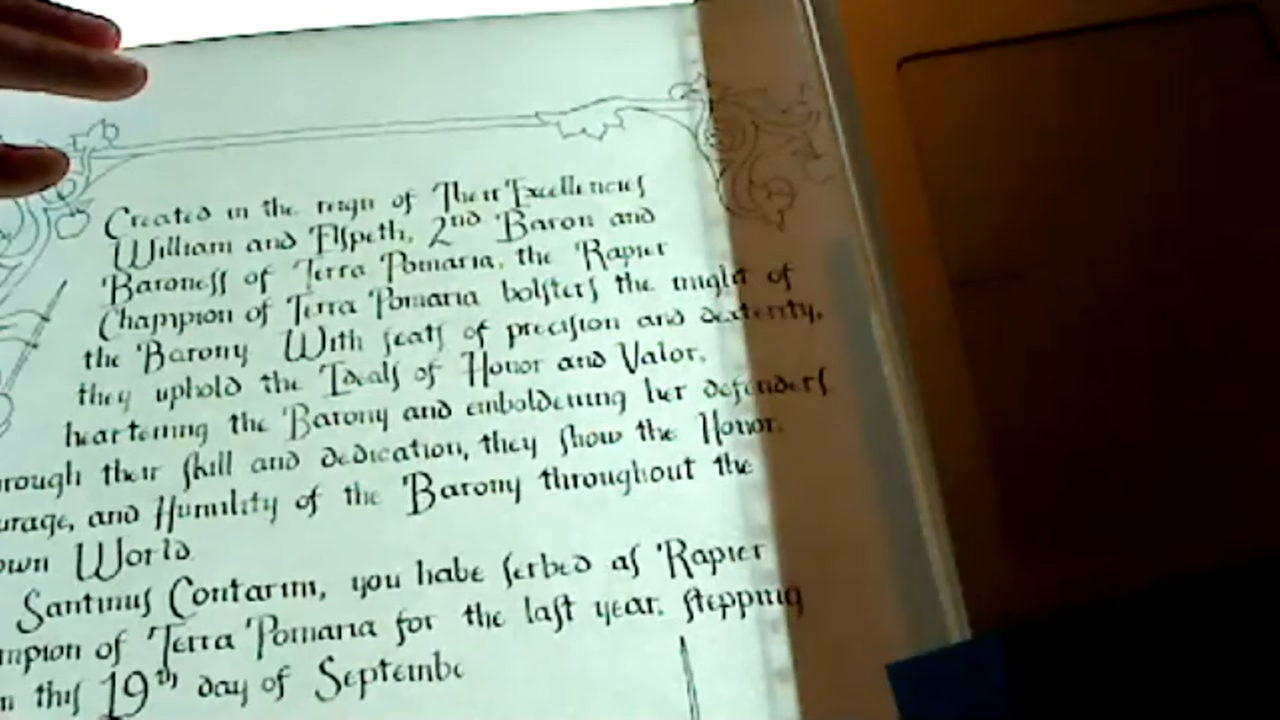 Created in the reign of Their Excellencies
William and Elspeth, 2nd Baron and
Baroness of Terra Pomaria, the Rapier
Champion of Terra Pomaria bolsters the might of
the Barony With feats of precision and dexterity,
they uphold the Ideals of Honor and Valor,
heartening the Barony and emboldening her defenders
rough their skill and dedication, they show the Honor,
urage, and Humility of the Barony throughout the
own World
Santinus Contarini, you have served as Rapier
mpion of Terra Pomaria for the last year, stepping
n this 19th day of Septembe